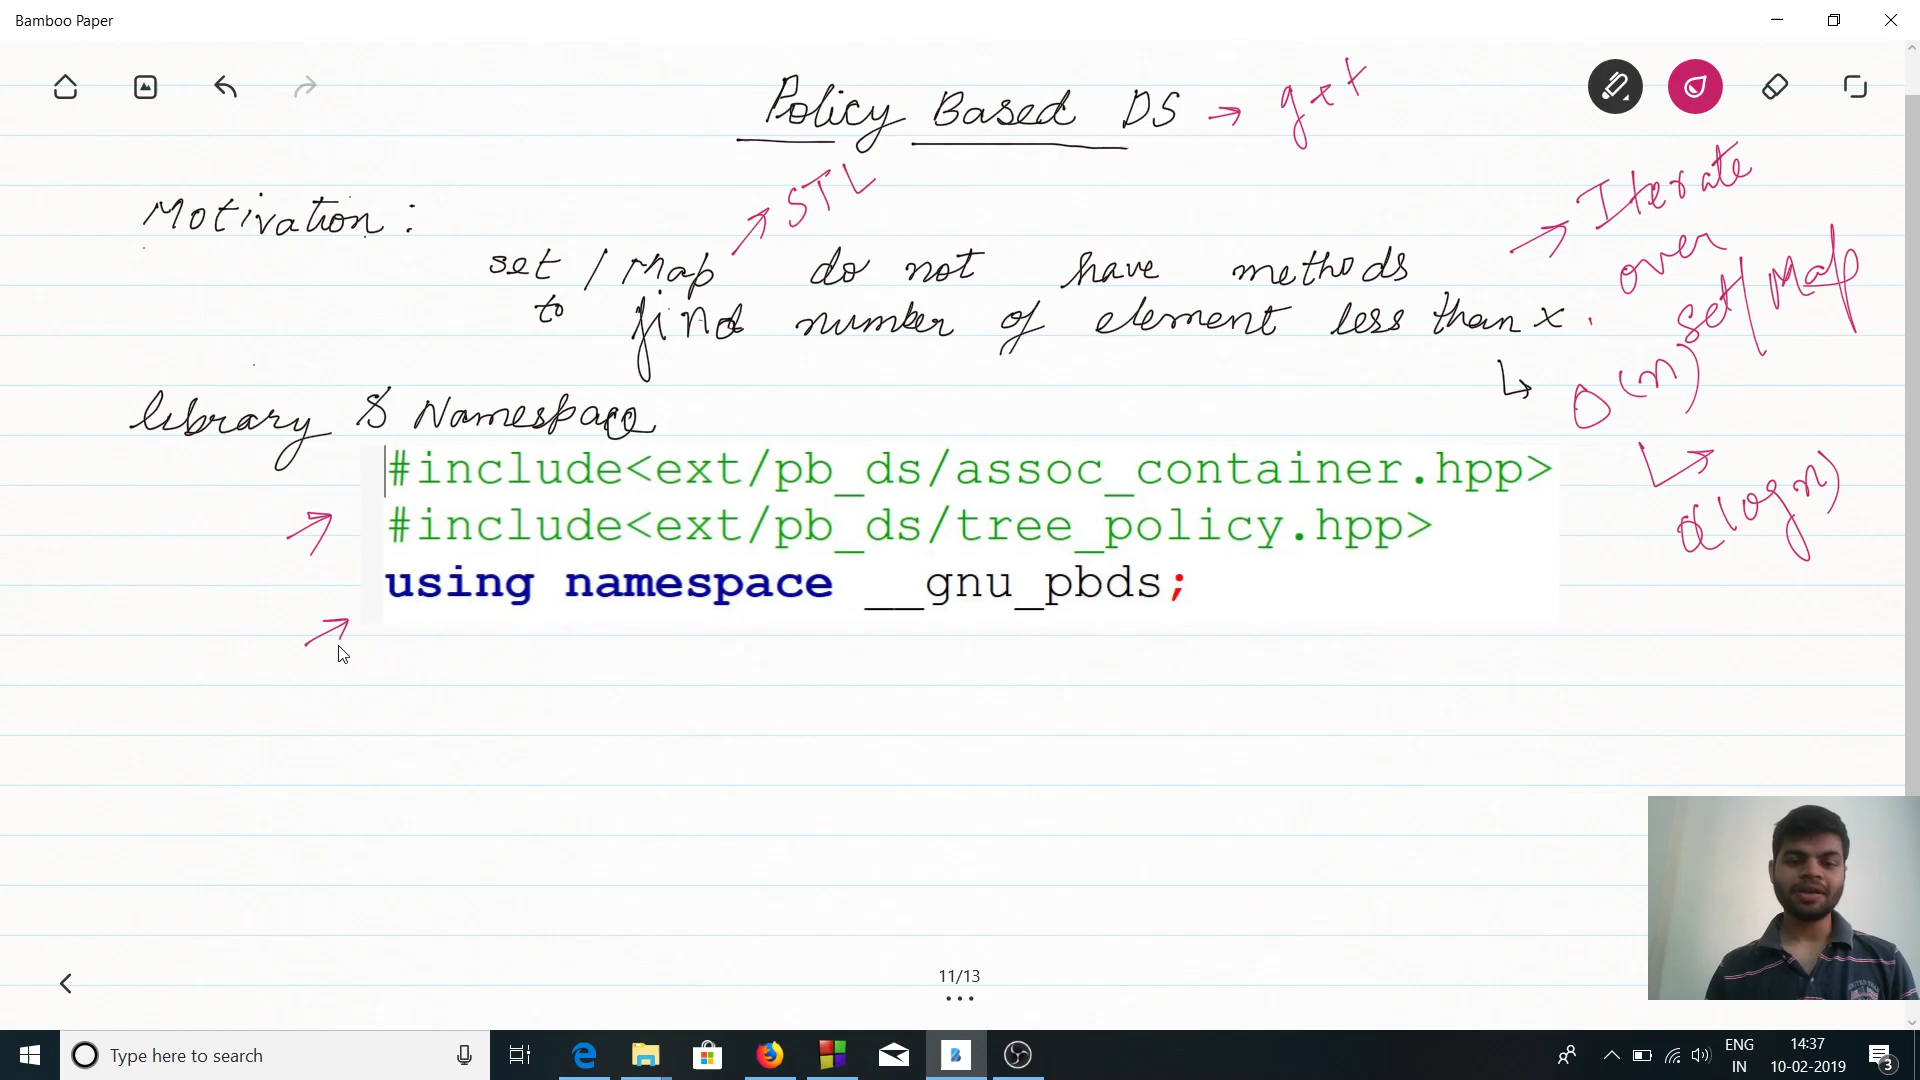 Bamboo Paper
Policy Based DS → g++
Motivation :
→ STL
set / Map do not have methods
to find number of element less than x .
→ Iterate
over
set/Map
↳ O(n)
↳ O(log n)
Library & Namespace
#include<ext/pb_ds/assoc_container.hpp>
#include<ext/pb_ds/tree_policy.hpp>
using namespace __gnu_pbds;
11/13
Type here to search
ENG
IN
14:37
10-02-2019
3